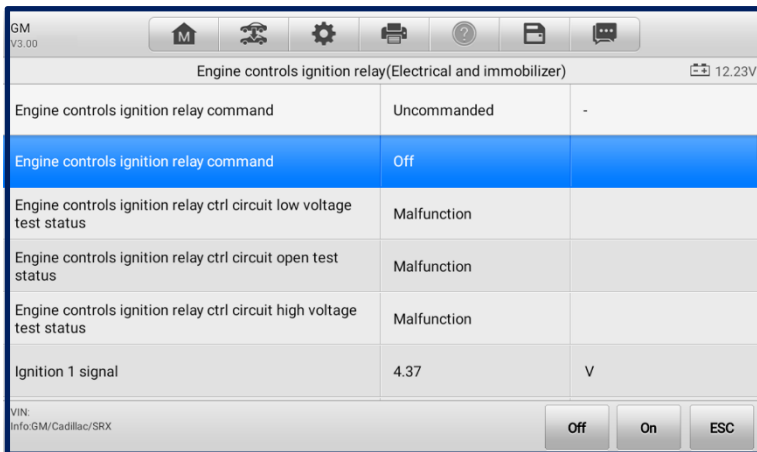 GM
V3.00
M
?
Engine controls ignition relay(Electrical and immobilizer) 12.23V
Engine controls ignition relay command Uncommanded -
Engine controls ignition relay command Off
Engine controls ignition relay ctrl circuit low voltage
test status Malfunction
Engine controls ignition relay ctrl circuit open test
status Malfunction
Engine controls ignition relay ctrl circuit high voltage
test status Malfunction
Ignition 1 signal 4.37 V
VIN:
Info:GM/Cadillac/SRX
Off On ESC